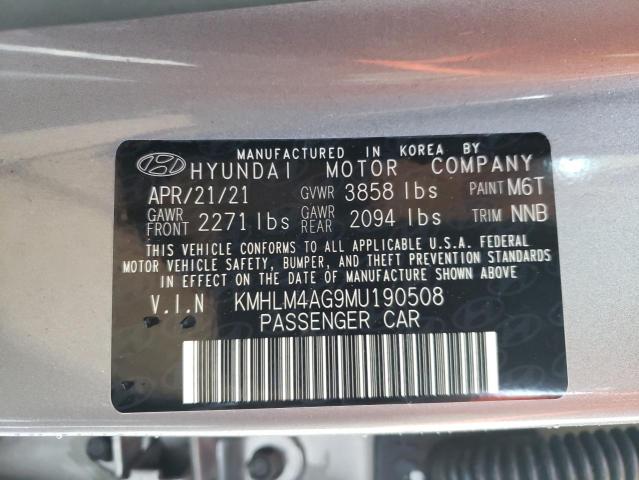 MANUFACTURED IN KOREA BY
HYUNDAI MOTOR COMPANY
APR/21/21 GVWR 3858 lbs PAINT M6T
GAWR FRONT 2271 lbs GAWR REAR 2094 lbs TRIM NNB
THIS VEHICLE CONFORMS TO ALL APPLICABLE U.S.A. FEDERAL
MOTOR VEHICLE SAFETY, BUMPER, AND THEFT PREVENTION STANDARDS
IN EFFECT ON THE DATE OF MANUFACTURE SHOWN ABOVE
V.I.N KMHLM4AG9MU190508
PASSENGER CAR